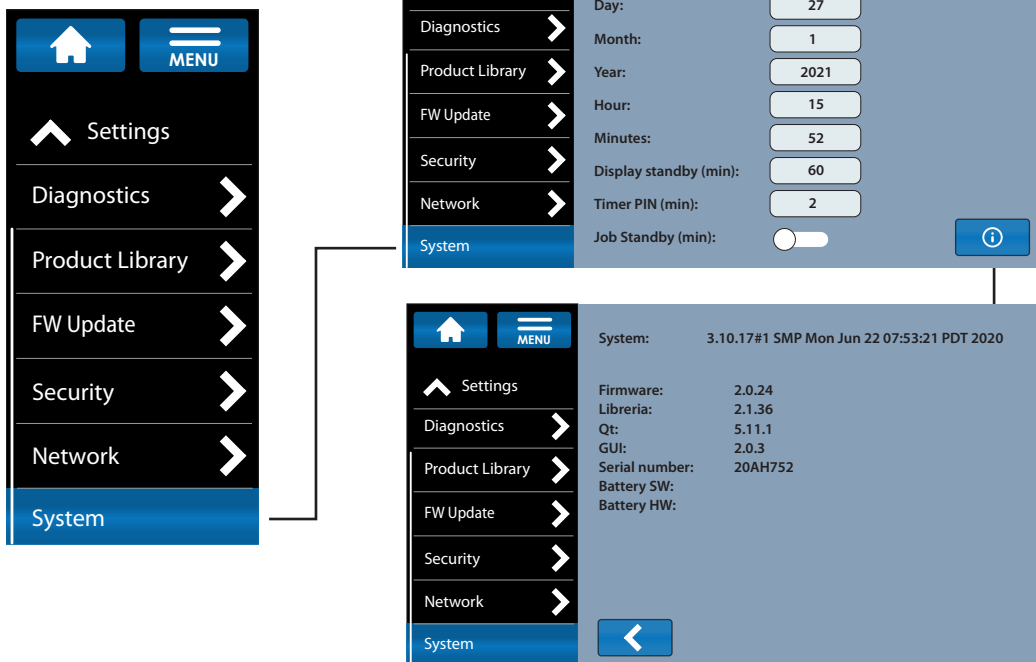 MENU
Settings
Diagnostics
Product Library
FW Update
Security
Network
System
Diagnostics
Product Library
FW Update
Security
Network
System
Day: 27
Month: 1
Year: 2021
Hour: 15
Minutes: 52
Display standby (min): 60
Timer PIN (min): 2
Job Standby (min):
MENU
Settings
Diagnostics
Product Library
FW Update
Security
Network
System
System: 3.10.17#1 SMP Mon Jun 22 07:53:21 PDT 2020
Firmware: 2.0.24
Libreria: 2.1.36
Qt: 5.11.1
GUI: 2.0.3
Serial number: 20AH752
Battery SW:
Battery HW: